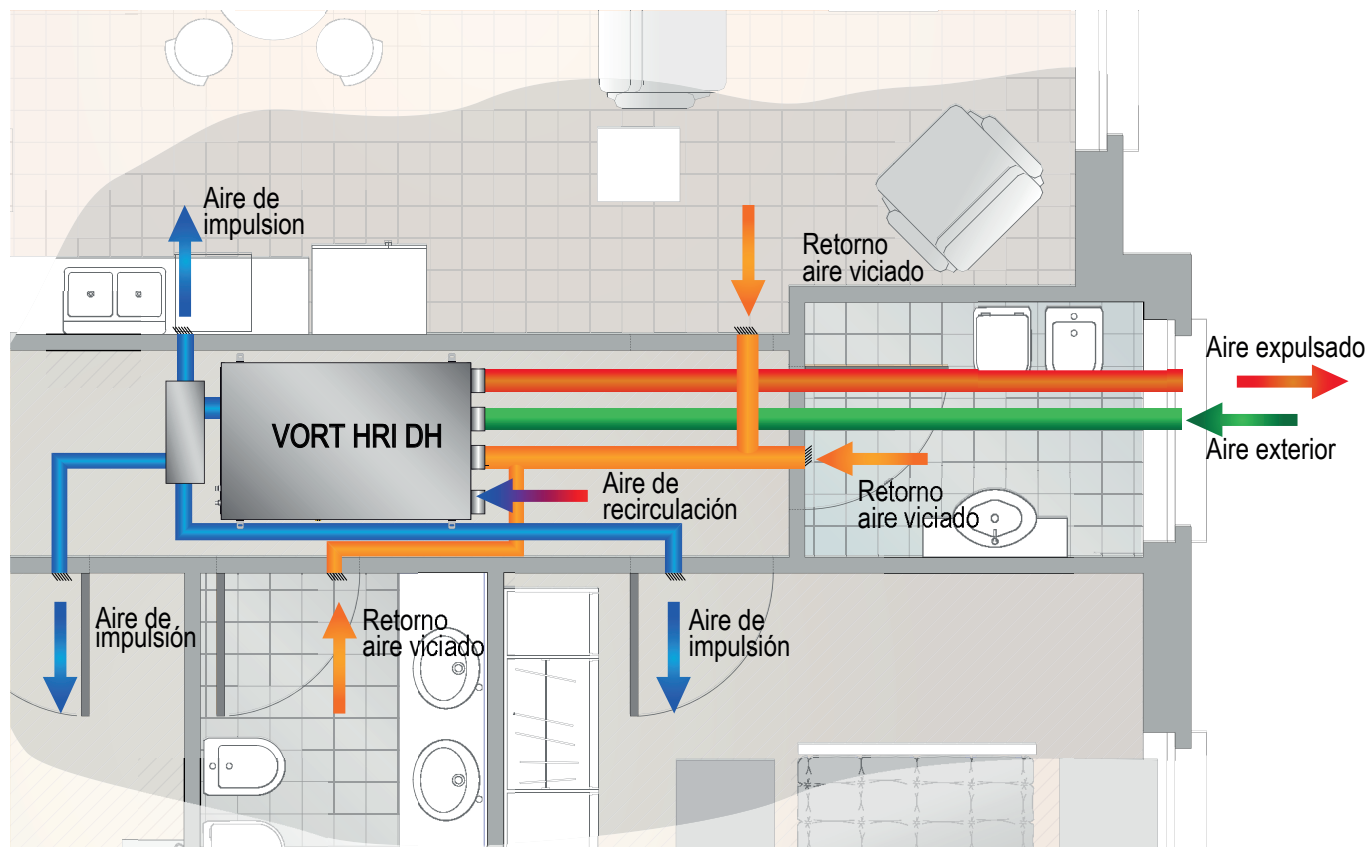 Aire de
impulsion
Retorno
aire viciado
Aire expulsado
VORT HRI DH
Aire exterior
Aire de
recirculación
Retorno
aire viciado
Aire de
impulsión
Retorno
aire viciado
Aire de
impulsión